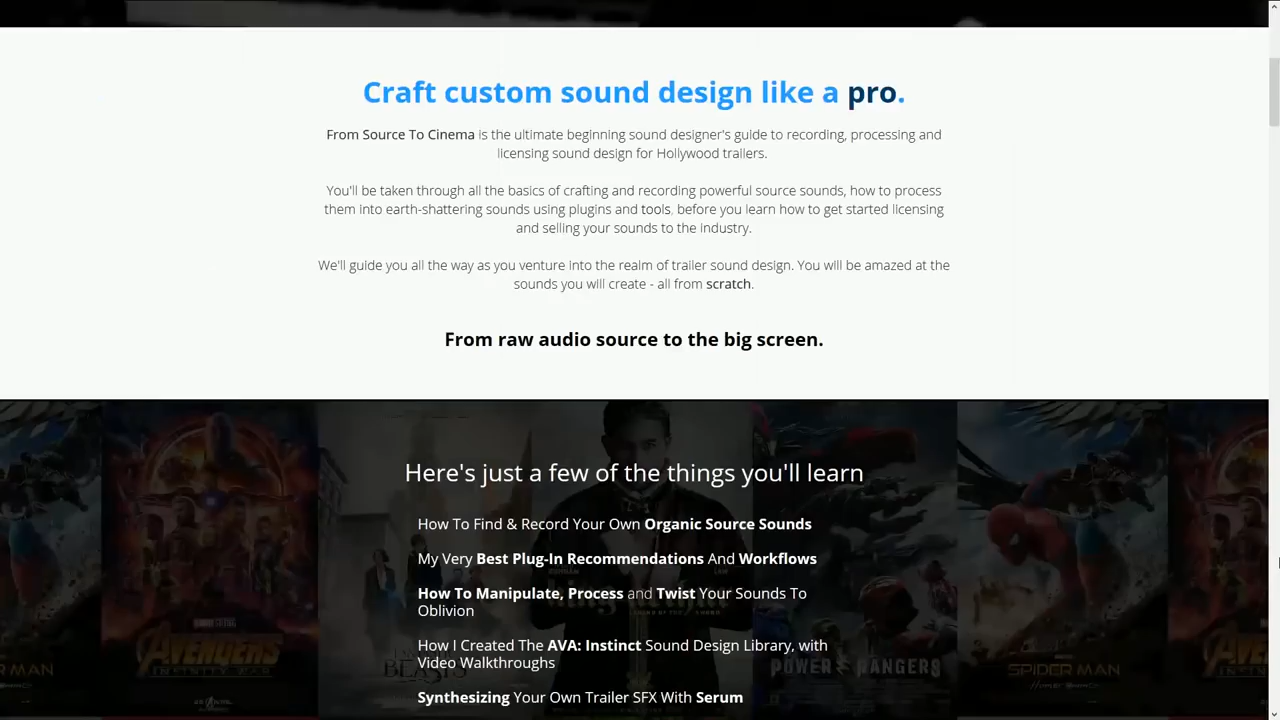 Craft custom sound design like a pro.
From Source To Cinema is the ultimate beginning sound designer's guide to recording, processing and
licensing sound design for Hollywood trailers.
You'll be taken through all the basics of crafting and recording powerful source sounds, how to process
them into earth-shattering sounds using plugins and tools, before you learn how to get started licensing
and selling your sounds to the industry.
We'll guide you all the way as you venture into the realm of trailer sound design. You will be amazed at the
sounds you will create - all from scratch.
From raw audio source to the big screen.
Here's just a few of the things you'll learn
How To Find & Record Your Own Organic Source Sounds
My Very Best Plug-In Recommendations And Workflows
How To Manipulate, Process and Twist Your Sounds To
Oblivion
How I Created The AVA: Instinct Sound Design Library, with
Video Walkthroughs
Synthesizing Your Own Trailer SFX With Serum
AVENGERS
INFINITY WAR
BEASTS
POWER RANGERS
SPIDER-MAN